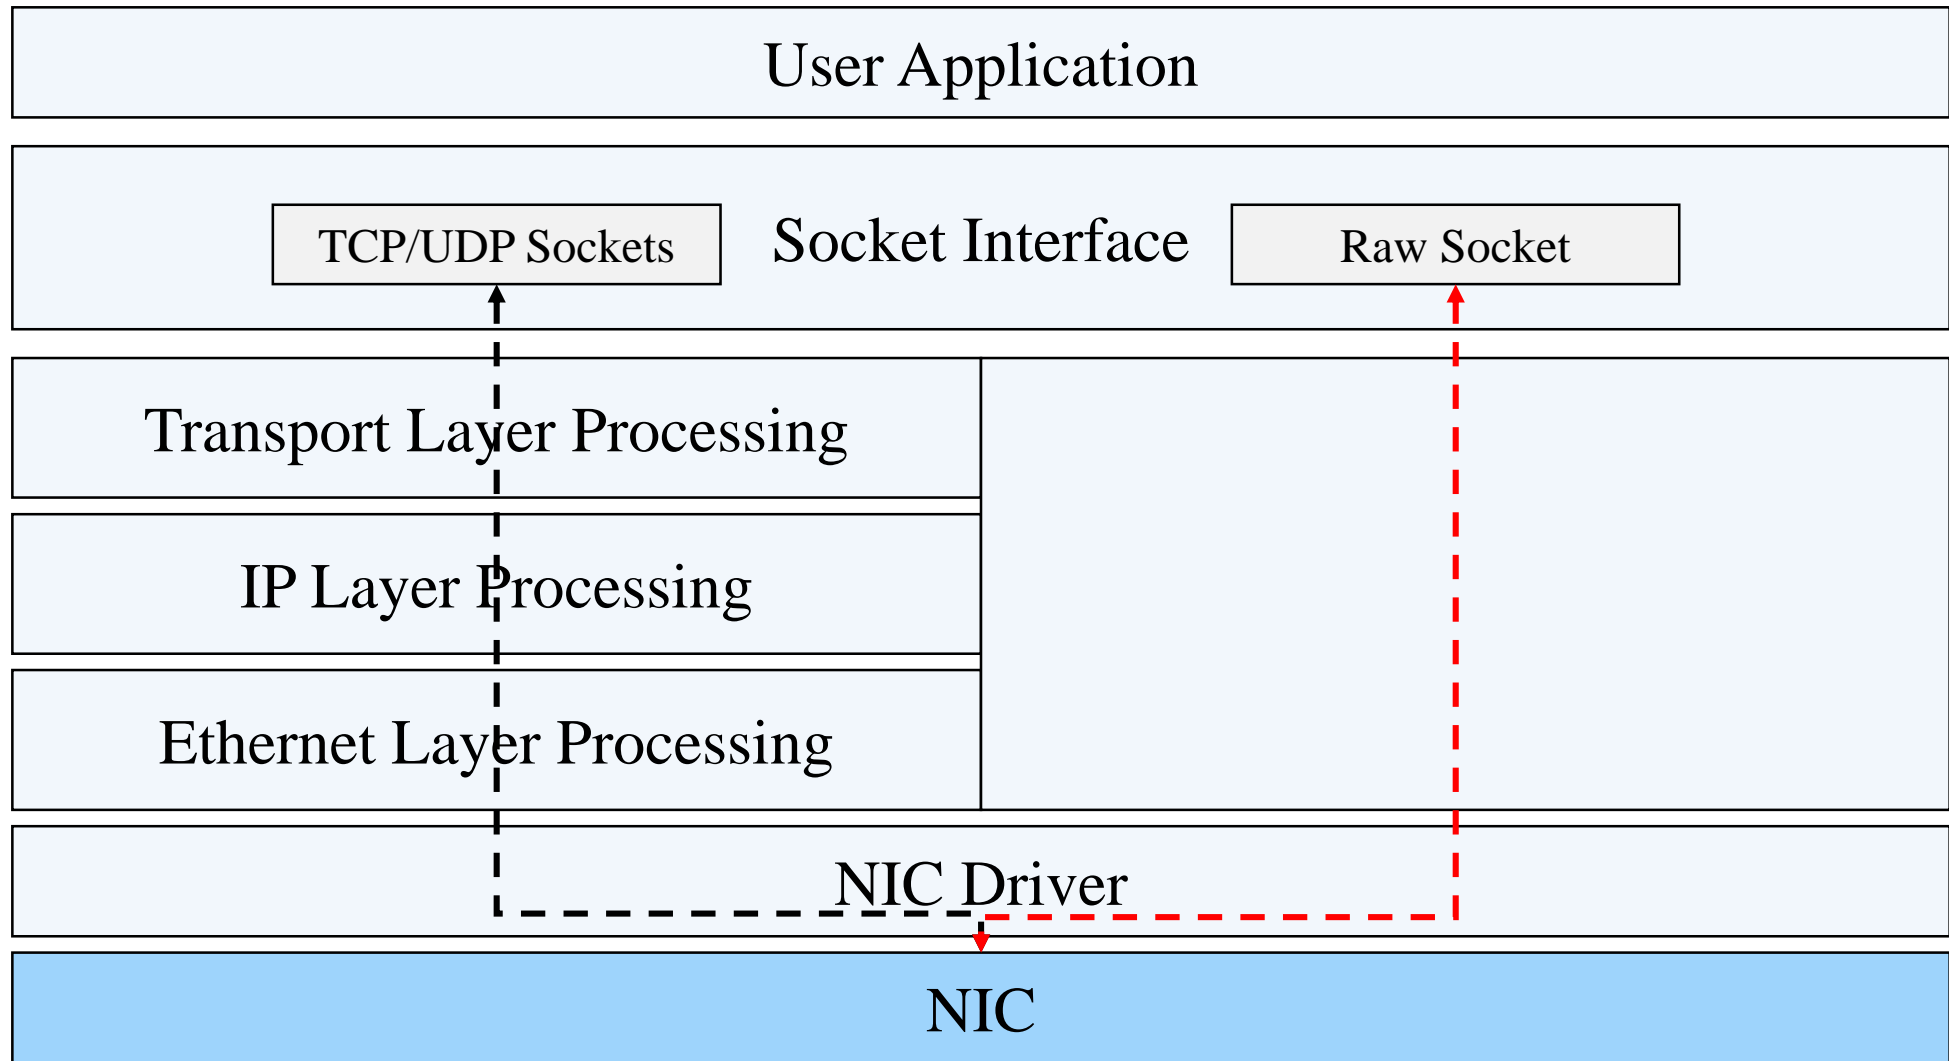 User Application
TCP/UDP Sockets
Socket Interface
Raw Socket
Transport Layer Processing
IP Layer Processing
Ethernet Layer Processing
NIC Driver
NIC